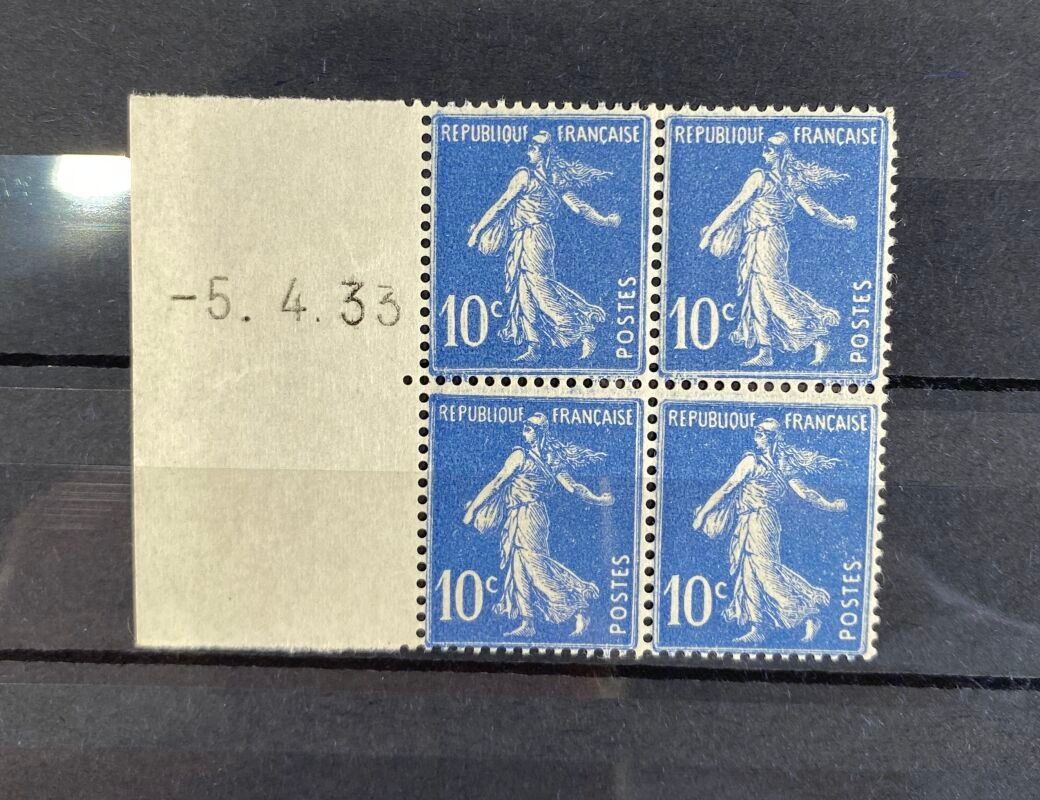 REPUBLIQUE FRANÇAISE
10c
POSTES
REPUBLIQUE FRANÇAISE
10c
POSTES
-5. 4. 33
REPUBLIQUE FRANÇAISE
10c
POSTES
REPUBLIQUE FRANÇAISE
10c
POSTES